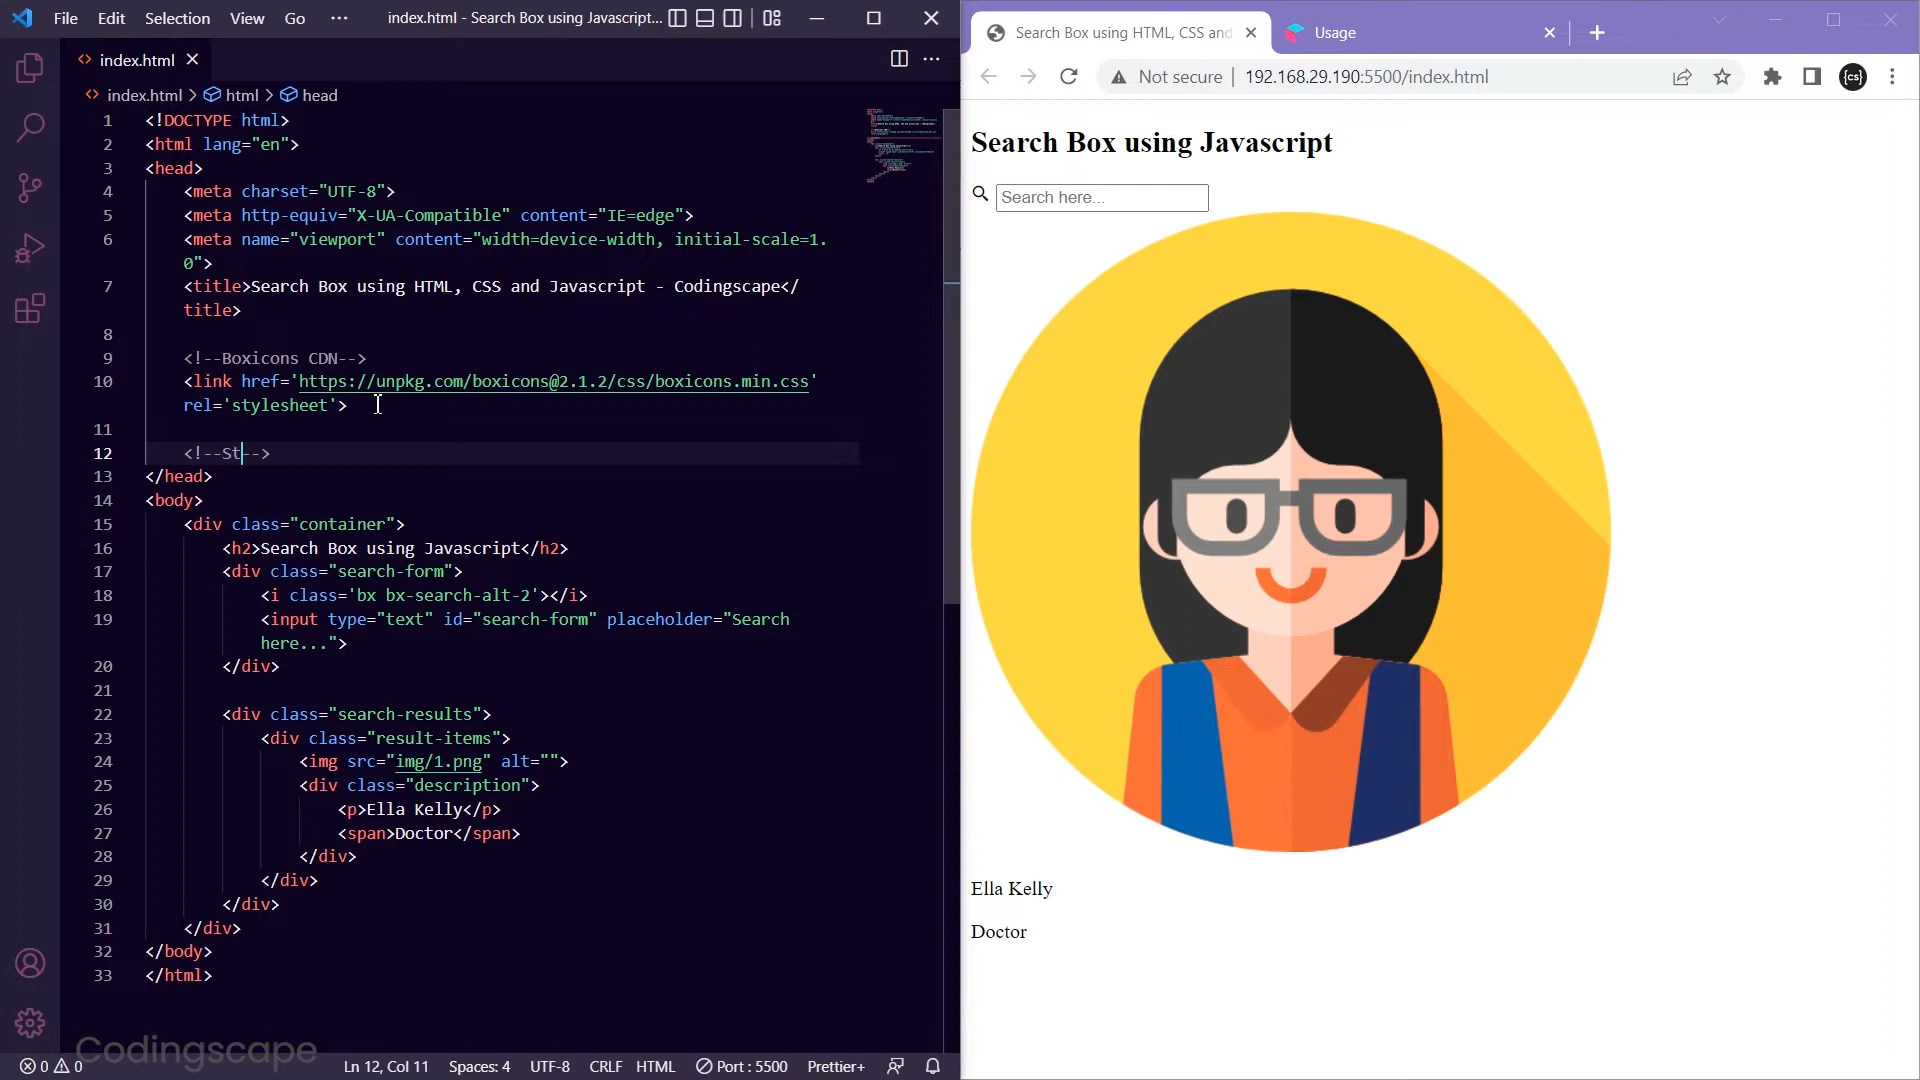 File Edit Selection View Go ··· index.html - Search Box using Javascript...
index.html
index.html > html > head
1 <!DOCTYPE html>
2 <html lang="en">
3 <head>
4 <meta charset="UTF-8">
5 <meta http-equiv="X-UA-Compatible" content="IE=edge">
6 <meta name="viewport" content="width=device-width, initial-scale=1.
0">
7 <title>Search Box using HTML, CSS and Javascript - Codingscape</
title>
8
9 <!--Boxicons CDN-->
10 <link href='https://unpkg.com/boxicons@2.1.2/css/boxicons.min.css'
rel='stylesheet'>
11
12 <!--St-->
13 </head>
14 <body>
15 <div class="container">
16 <h2>Search Box using Javascript</h2>
17 <div class="search-form">
18 <i class='bx bx-search-alt-2'></i>
19 <input type="text" id="search-form" placeholder="Search
here...">
20 </div>
21
22 <div class="search-results">
23 <div class="result-items">
24 <img src="img/1.png" alt="">
25 <div class="description">
26 <p>Ella Kelly</p>
27 <span>Doctor</span>
28 </div>
29 </div>
30 </div>
31 </div>
32 </body>
33 </html>
Codingscape
0 0 Ln 12, Col 11 Spaces: 4 UTF-8 CRLF HTML Port : 5500 Prettier+
Search Box using HTML, CSS and Usage
Not secure | 192.168.29.190:5500/index.html {cs}
Search Box using Javascript
Search here...
Ella Kelly
Doctor